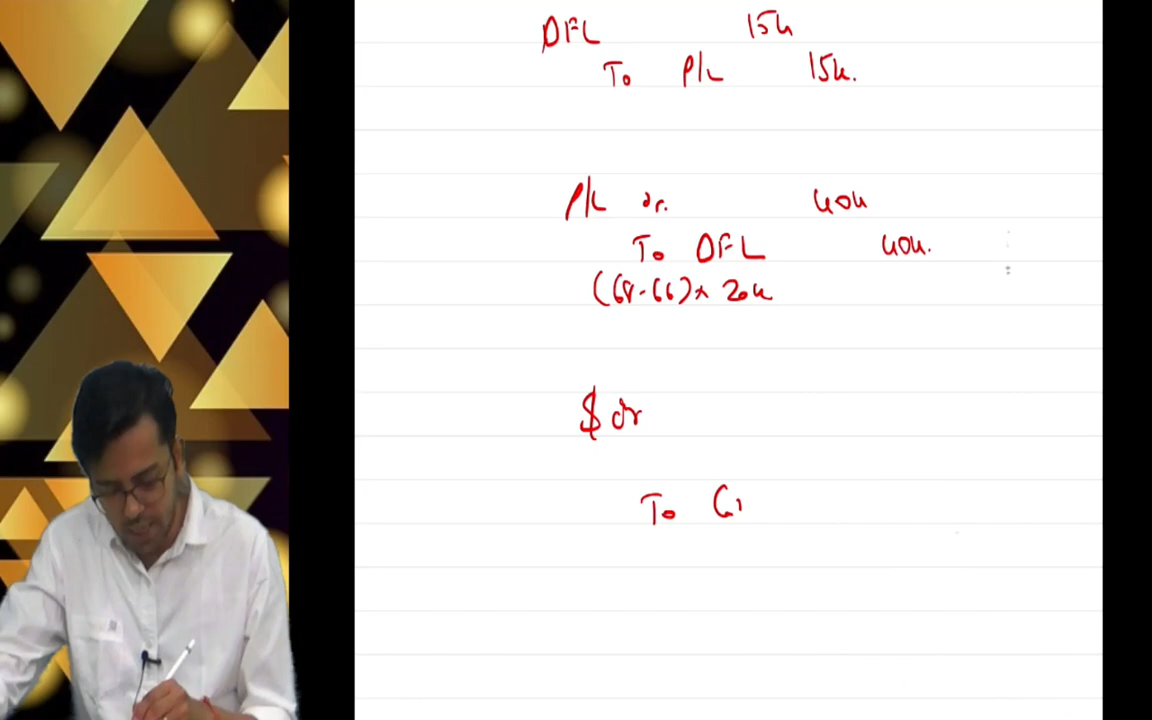 DFL 15k
To P/L 15k.
P/L dr. 40k
To DFL 40k.
(68-66)x 20k
$ dr
To